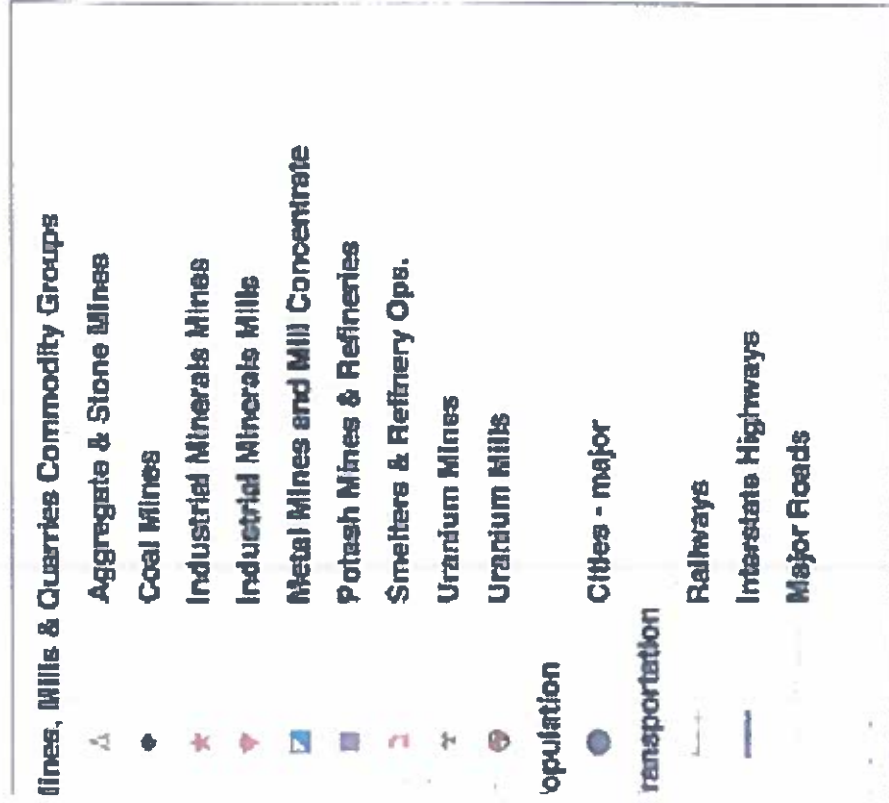 lines, Mills & Quarries Commodity Groups
Aggregate & Stone Mines
Coal Mines
Industrial Minerals Mines
Industrial Minerals Mills
Metal Mines and Mill Concentrate
Potash Mines & Refineries
Smelters & Refinery Ops.
Uranium Mines
Uranium Mills
opulation
Cities - major
ransportation
Railways
Interstate Highways
Major Roads